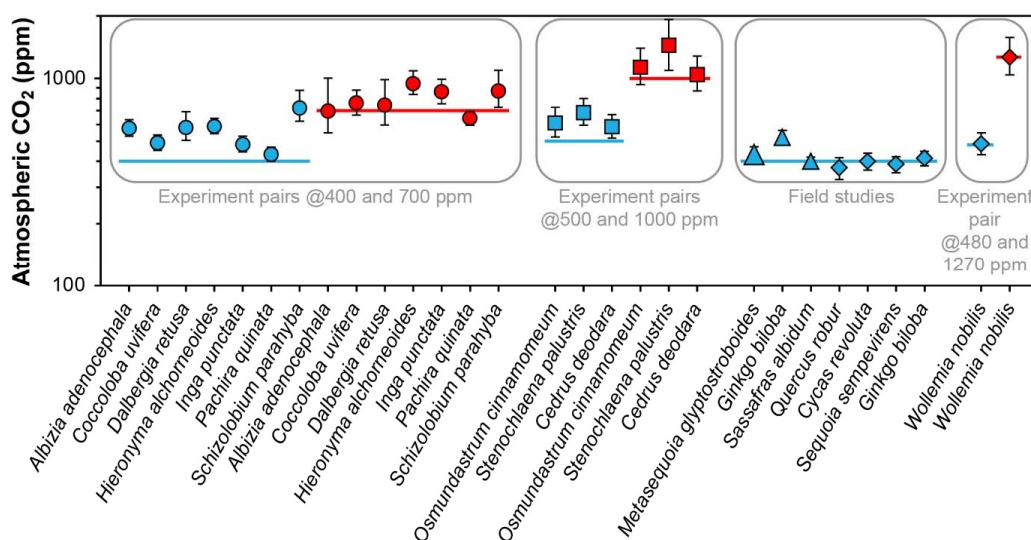 Atmospheric CO₂ (ppm)
1000
100
Experiment pairs @400 and 700 ppm
Experiment pairs
@500 and 1000 ppm
Field studies
Experiment
pair
@480 and
1270 ppm
Albizia adenocephala
Coccoloba uvifera
Dalbergia retusa
Hieronyma alchorneoides
Inga punctata
Pachira quinata
Schizolobium parahyba
Albizia adenocephala
Coccoloba uvifera
Dalbergia retusa
Hieronyma alchorneoides
Inga punctata
Pachira quinata
Schizolobium parahyba
Osmundastrum cinnamomeum
Stenochlaena palustris
Cedrus deodara
Osmundastrum cinnamomeum
Stenochlaena palustris
Cedrus deodara
Metasequoia glyptostroboides
Ginkgo biloba
Sassafras albidum
Quercus robur
Cycas revoluta
Sequoia sempevirens
Ginkgo biloba
Wollemia nobilis
Wollemia nobilis